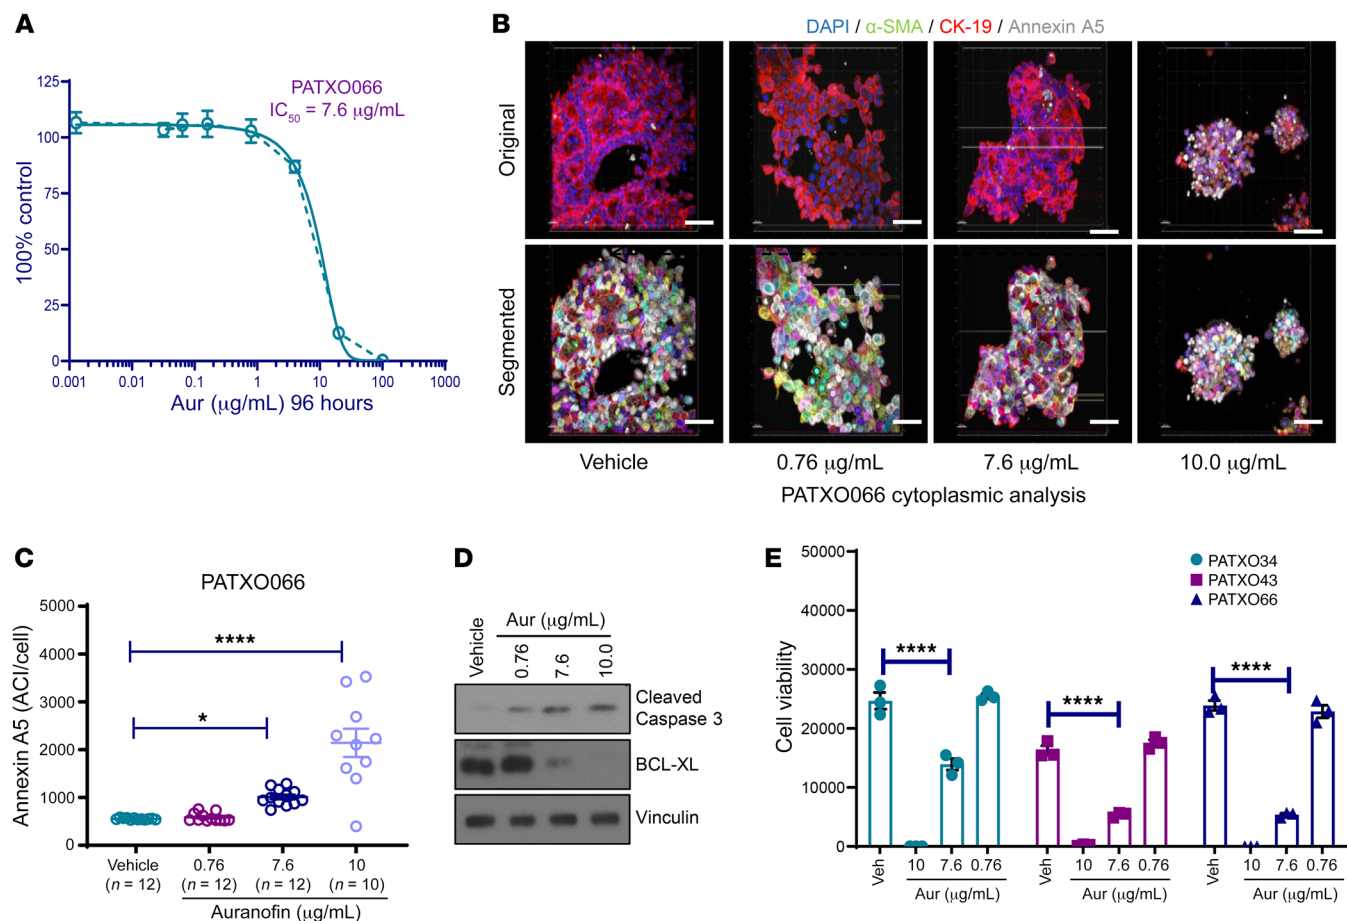 A
PATXO066
IC50 = 7.6 μg/mL
125
100
75
50
25
0
100% control
0.001
0.01
0.1
1
10
100
1000
Aur (μg/mL) 96 hours
B
DAPI / α-SMA / CK-19 / Annexin A5
Original
Segmented
Vehicle
0.76 μg/mL
7.6 μg/mL
10.0 μg/mL
PATXO066 cytoplasmic analysis
C
PATXO066
Annexin A5 (ACI/cell)
5000
4000
3000
2000
1000
0
****
*
Vehicle
(n = 12)
0.76
(n = 12)
7.6
(n = 12)
10
(n = 10)
Auranofin (μg/mL)
D
Aur (μg/mL)
Vehicle
0.76
7.6
10.0
Cleaved
Caspase 3
BCL-XL
Vinculin
E
Cell viability
50000
40000
30000
20000
10000
0
PATXO34
PATXO43
PATXO66
****
****
****
Veh
10
7.6
0.76
Aur (μg/mL)
Veh
10
7.6
0.76
Aur (μg/mL)
Veh
10
7.6
0.76
Aur (μg/mL)